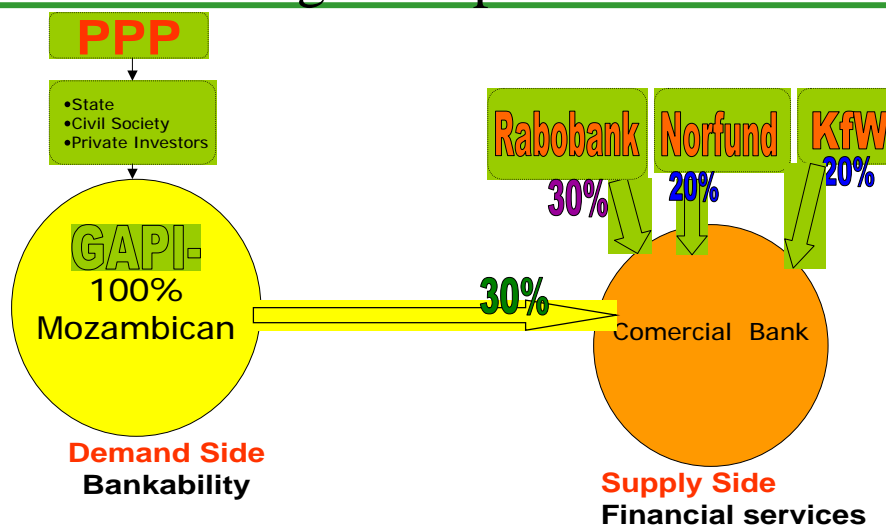 PPP
•State
•Civil Society
•Private Investors
GAPI-
100%
Mozambican
Demand Side
Bankability
30%
Rabobank
30%
Norfund
20%
KfW
20%
Comercial Bank
Supply Side
Financial services